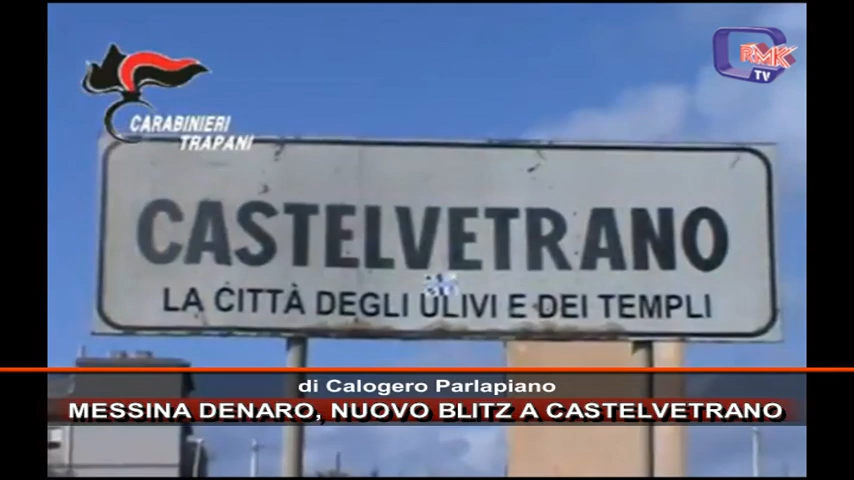 CARABINIERI
TRAPANI
RMK
TV
CASTELVETRANO
LA CITTÀ DEGLI ULIVI E DEI TEMPLI
di Calogero Parlapiano
MESSINA DENARO, NUOVO BLITZ A CASTELVETRANO